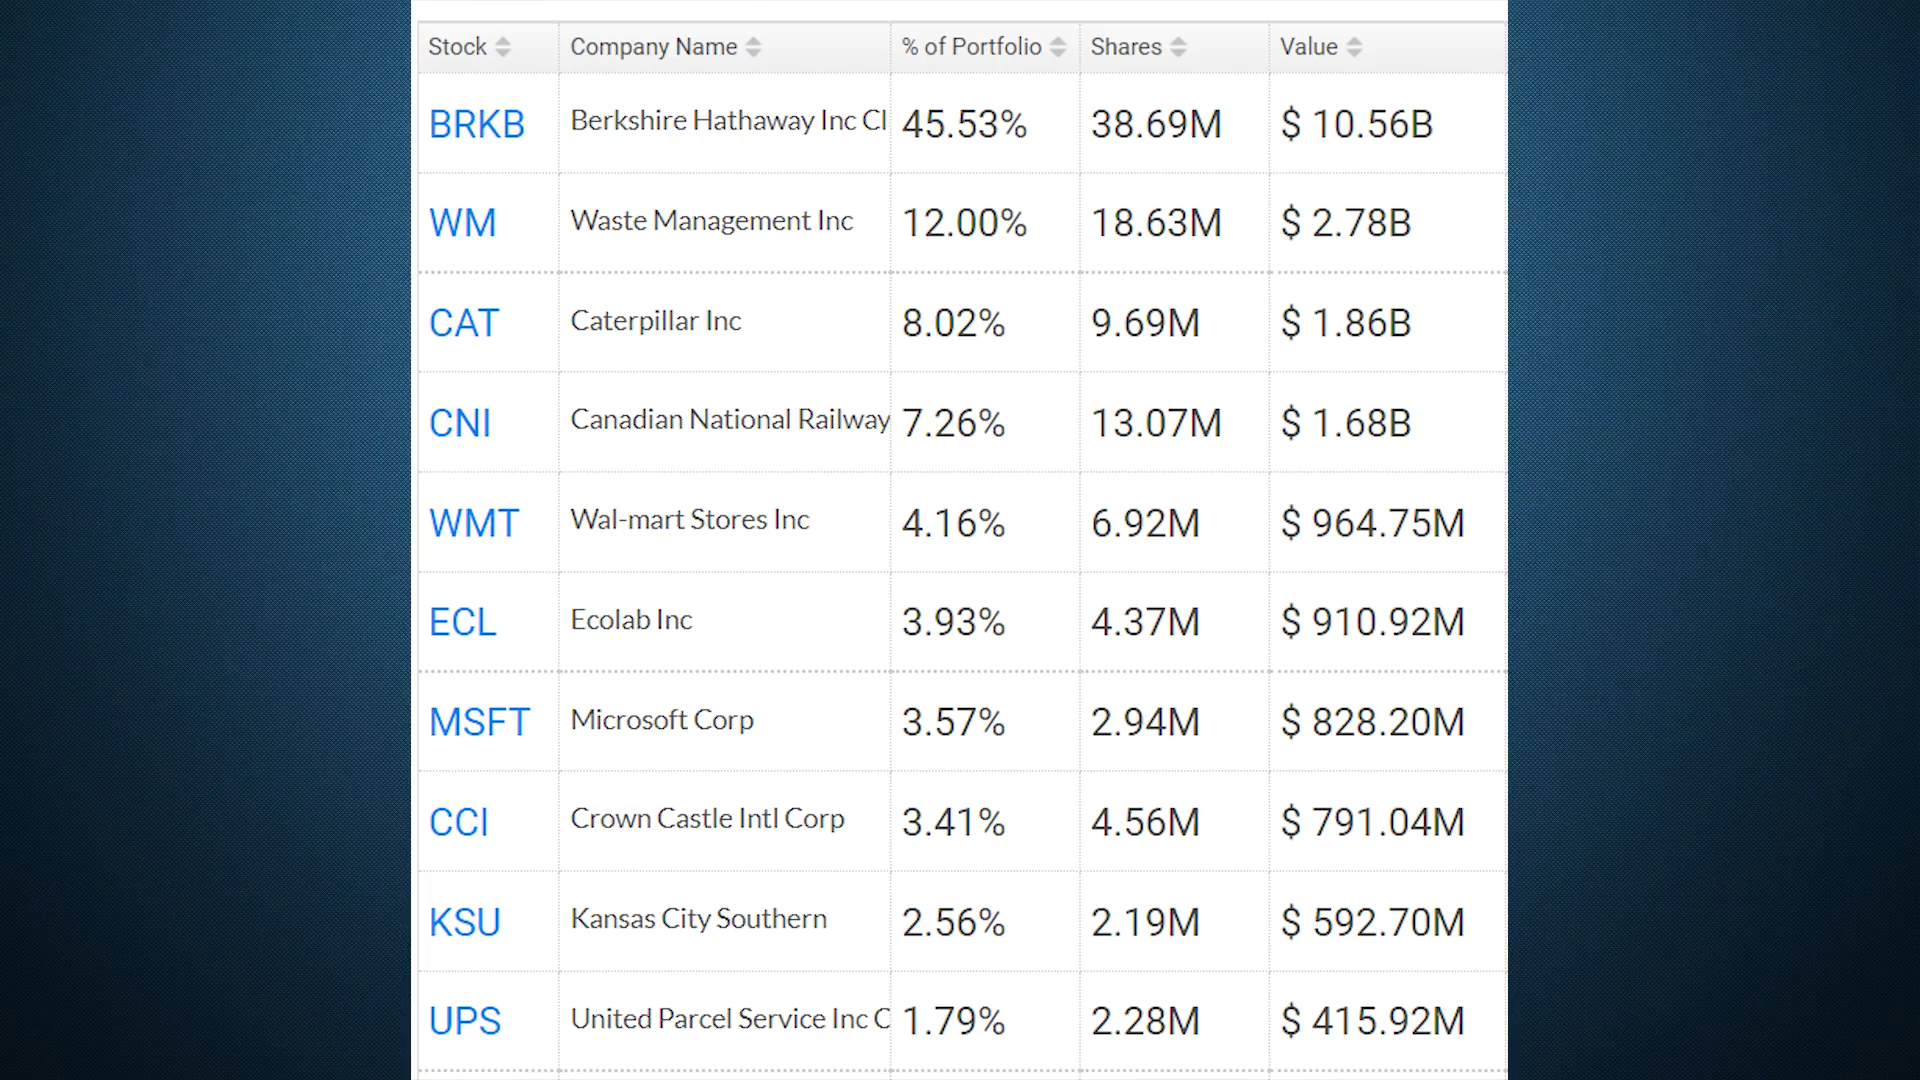 Stock Company Name % of Portfolio Shares Value
BRKB Berkshire Hathaway Inc Cl 45.53% 38.69M $ 10.56B
WM Waste Management Inc 12.00% 18.63M $ 2.78B
CAT Caterpillar Inc 8.02% 9.69M $ 1.86B
CNI Canadian National Railway 7.26% 13.07M $ 1.68B
WMT Wal-mart Stores Inc 4.16% 6.92M $ 964.75M
ECL Ecolab Inc 3.93% 4.37M $ 910.92M
MSFT Microsoft Corp 3.57% 2.94M $ 828.20M
CCI Crown Castle Intl Corp 3.41% 4.56M $ 791.04M
KSU Kansas City Southern 2.56% 2.19M $ 592.70M
UPS United Parcel Service Inc C 1.79% 2.28M $ 415.92M